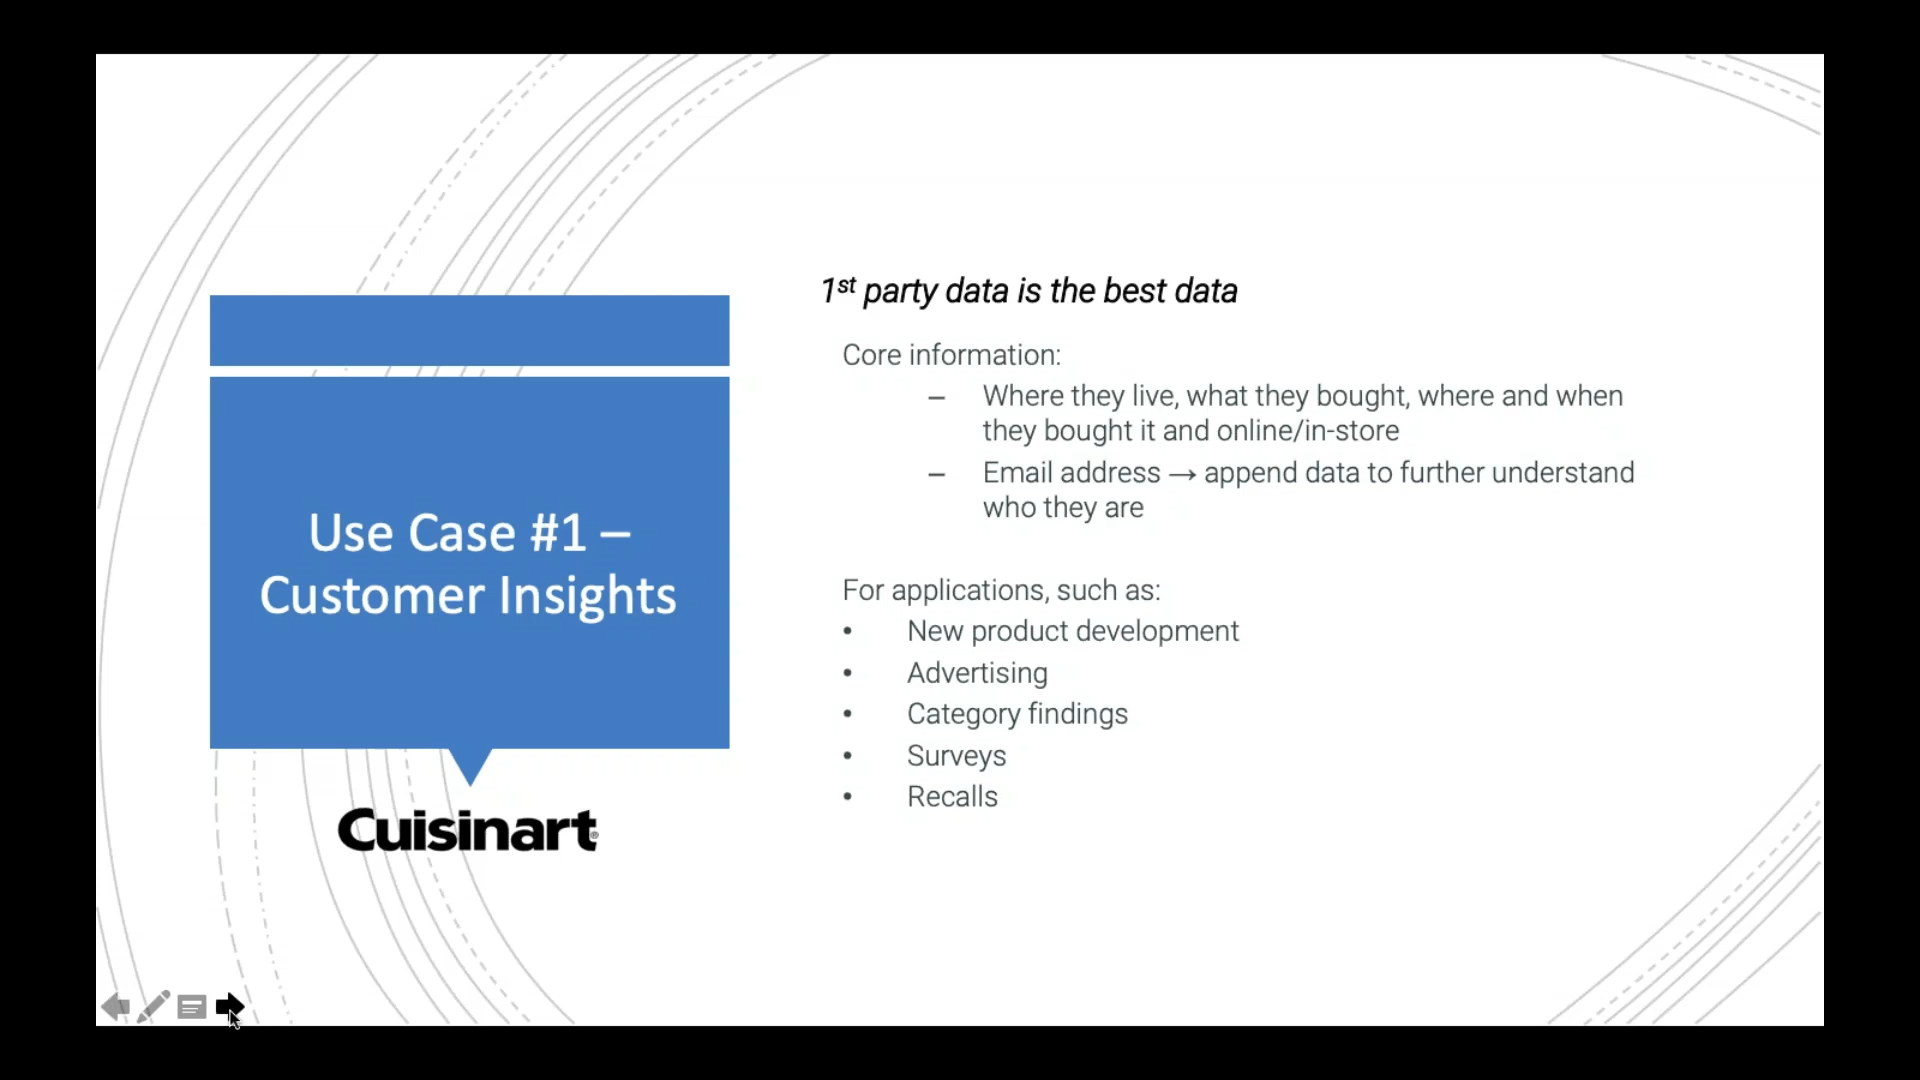 Use Case #1 –
Customer Insights
Cuisinart®
1st party data is the best data
Core information:
– Where they live, what they bought, where and when
they bought it and online/in-store
– Email address → append data to further understand
who they are
For applications, such as:
• New product development
• Advertising
• Category findings
• Surveys
• Recalls